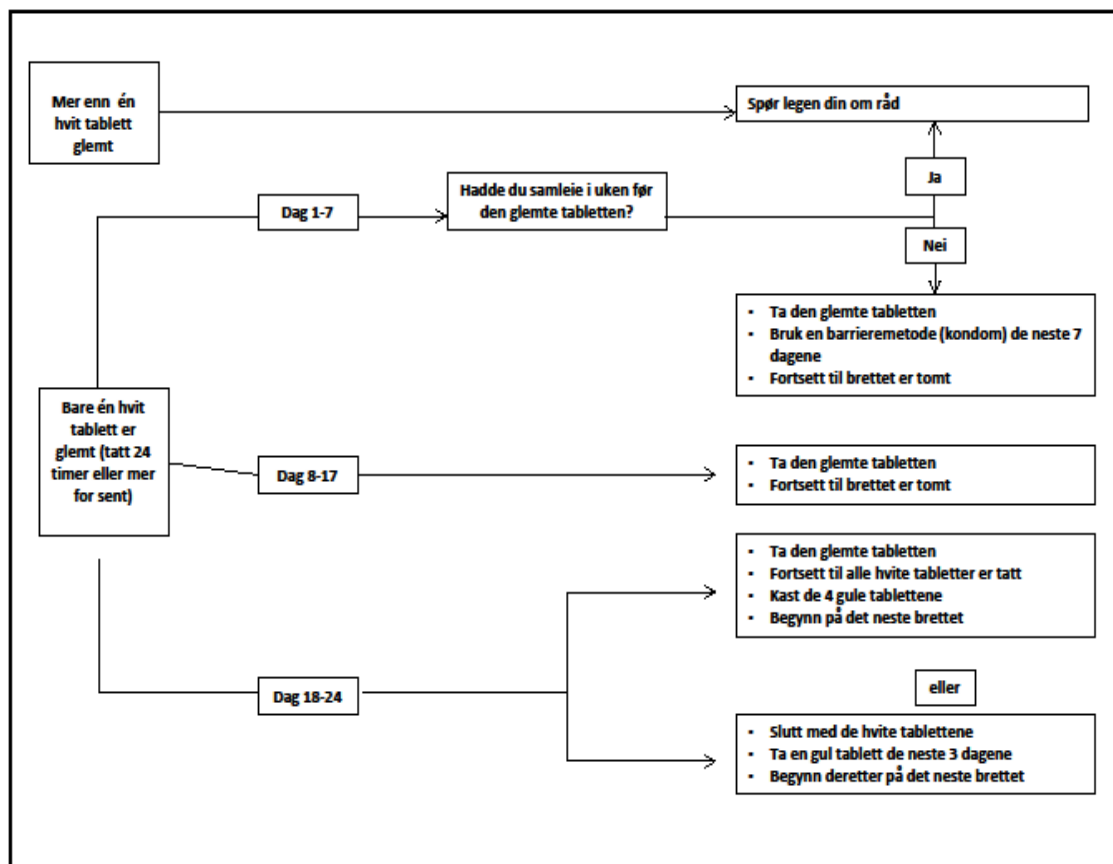 Mer enn én
hvit tablett
glemt
Spør legen din om råd
Ja
Dag 1-7
Hadde du samleie i uken før
den glemte tabletten?
Nei
▪ Ta den glemte tabletten
▪ Bruk en barrieremetode (kondom) de neste 7
dagene
▪ Fortsett til brettet er tomt
Bare én hvit
tablett er
glemt (tatt 24
timer eller mer
for sent)
Dag 8-17
▪ Ta den glemte tabletten
▪ Fortsett til brettet er tomt
▪ Ta den glemte tabletten
▪ Fortsett til alle hvite tabletter er tatt
▪ Kast de 4 gule tablettene
▪ Begynn på det neste brettet
Dag 18-24
eller
▪ Slutt med de hvite tablettene
▪ Ta en gul tablett de neste 3 dagene
▪ Begynn deretter på det neste brettet